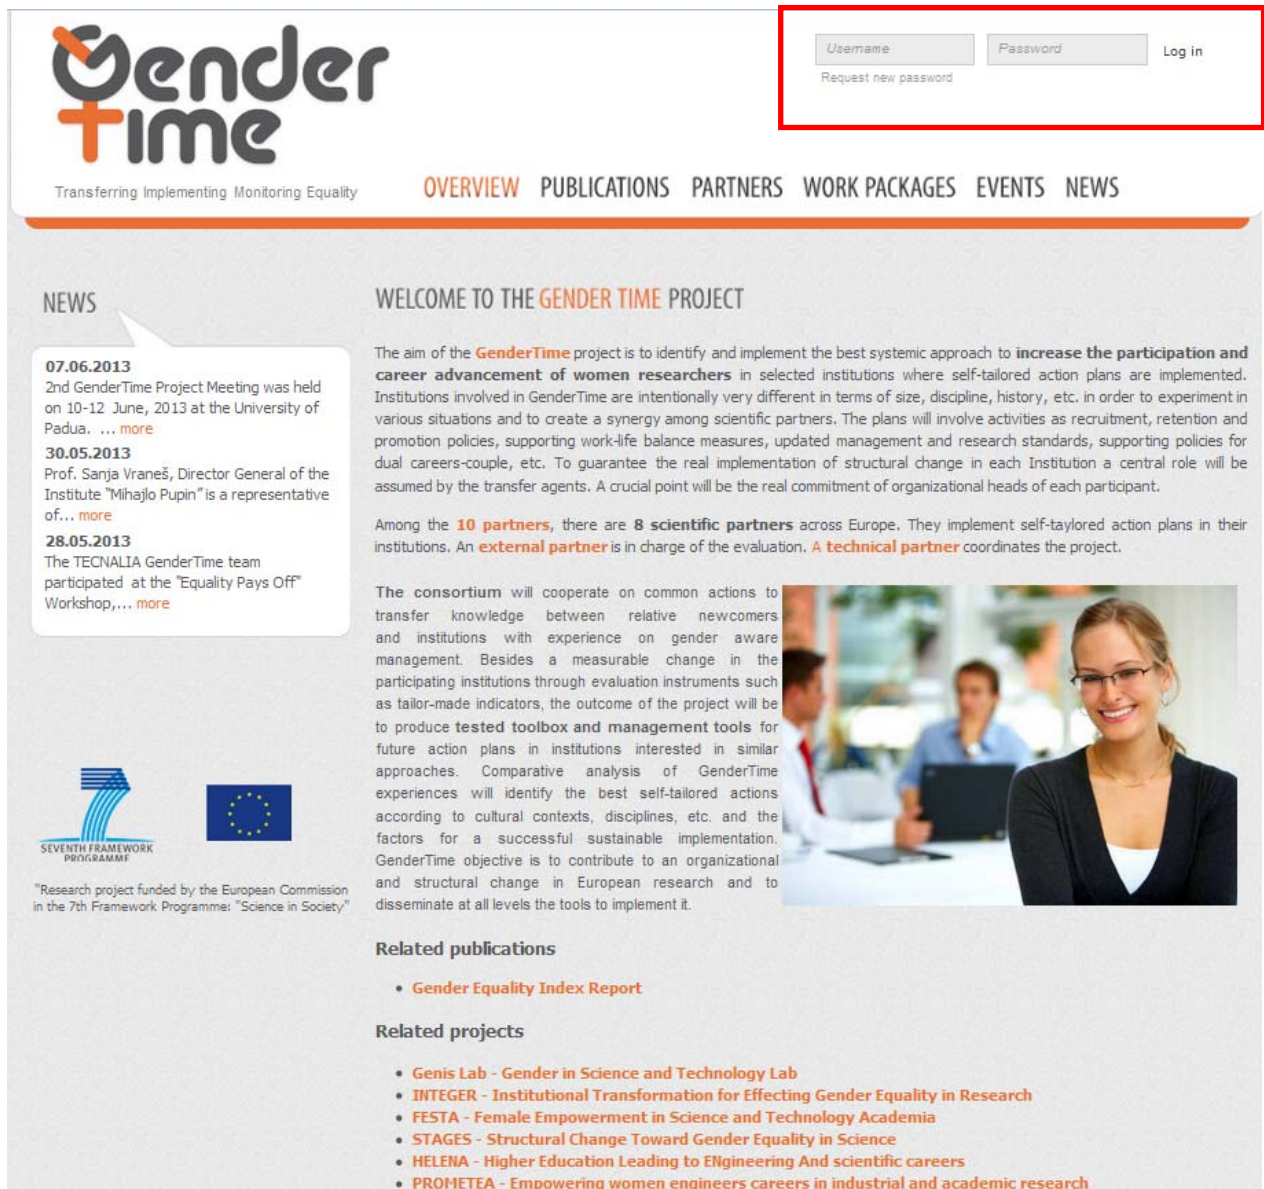 Gender
Time
Transferring Implementing Monitoring Equality
Username
Password
Log in
Request new password
OVERVIEW PUBLICATIONS PARTNERS WORK PACKAGES EVENTS NEWS
NEWS
07.06.2013
2nd GenderTime Project Meeting was held
on 10-12 June, 2013 at the University of
Padua. ... more
30.05.2013
Prof. Sanja Vraneš, Director General of the
Institute "Mihajlo Pupin" is a representative
of... more
28.05.2013
The TECNALIA GenderTime team
participated at the "Equality Pays Off"
Workshop,... more
SEVENTH FRAMEWORK
PROGRAMME
"Research project funded by the European Commission
in the 7th Framework Programme: "Science in Society"
WELCOME TO THE GENDER TIME PROJECT
The aim of the GenderTime project is to identify and implement the best systemic approach to increase the participation and
career advancement of women researchers in selected institutions where self-tailored action plans are implemented.
Institutions involved in GenderTime are intentionally very different in terms of size, discipline, history, etc. in order to experiment in
various situations and to create a synergy among scientific partners. The plans will involve activities as recruitment, retention and
promotion policies, supporting work-life balance measures, updated management and research standards, supporting policies for
dual careers-couple, etc. To guarantee the real implementation of structural change in each Institution a central role will be
assumed by the transfer agents. A crucial point will be the real commitment of organizational heads of each participant.
Among the 10 partners, there are 8 scientific partners across Europe. They implement self-taylored action plans in their
institutions. An external partner is in charge of the evaluation. A technical partner coordinates the project.
The consortium will cooperate on common actions to
transfer knowledge between relative newcomers
and institutions with experience on gender aware
management. Besides a measurable change in the
participating institutions through evaluation instruments such
as tailor-made indicators, the outcome of the project will be
to produce tested toolbox and management tools for
future action plans in institutions interested in similar
approaches. Comparative analysis of GenderTime
experiences will identify the best self-tailored actions
according to cultural contexts, disciplines, etc. and the
factors for a successful sustainable implementation.
GenderTime objective is to contribute to an organizational
and structural change in European research and to
disseminate at all levels the tools to implement it.
Related publications
• Gender Equality Index Report
Related projects
• Genis Lab - Gender in Science and Technology Lab
• INTEGER - Institutional Transformation for Effecting Gender Equality in Research
• FESTA - Female Empowerment in Science and Technology Academia
• STAGES - Structural Change Toward Gender Equality in Science
• HELENA - Higher Education Leading to ENgineering And scientific careers
• PROMETEA - Empowering women engineers careers in industrial and academic research